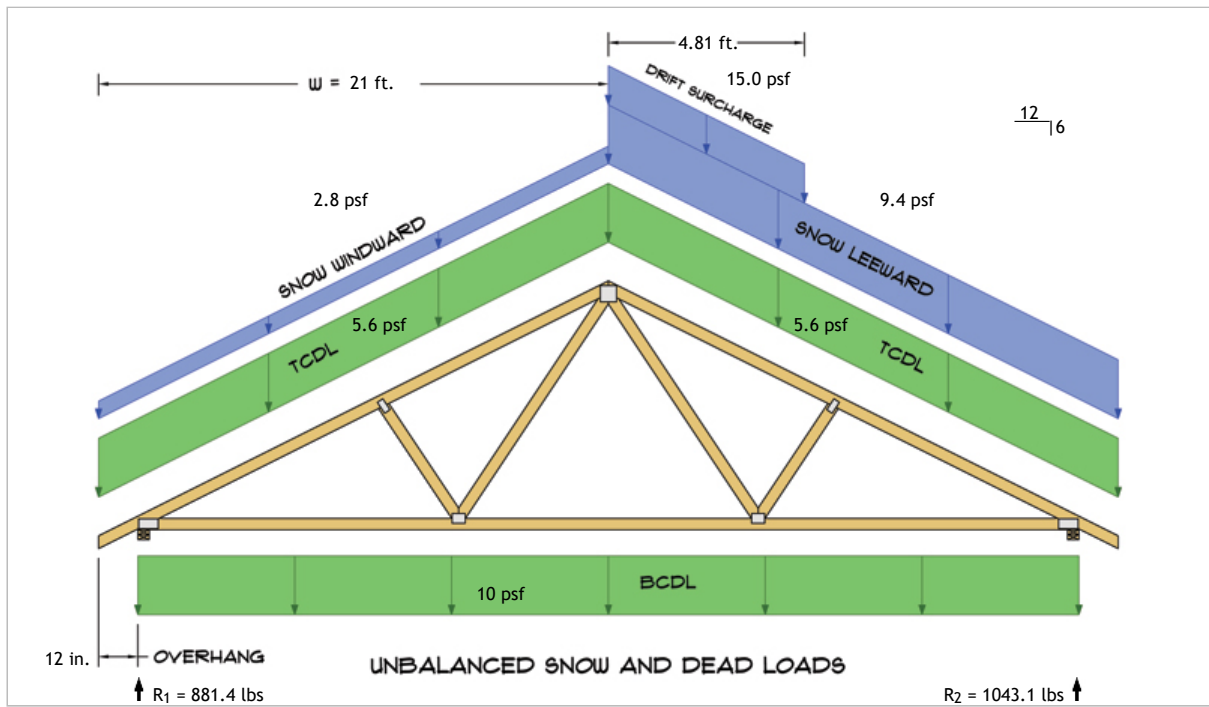 4.81 ft.
W = 21 ft.
DRIFT SURCHARGE
15.0 psf
12
6
2.8 psf
9.4 psf
SNOW WINDWARD
SNOW LEEWARD
5.6 psf
5.6 psf
TCDL
TCDL
10 psf
BCDL
12 in.
OVERHANG
UNBALANCED SNOW AND DEAD LOADS
R1 = 881.4 lbs
R2 = 1043.1 lbs